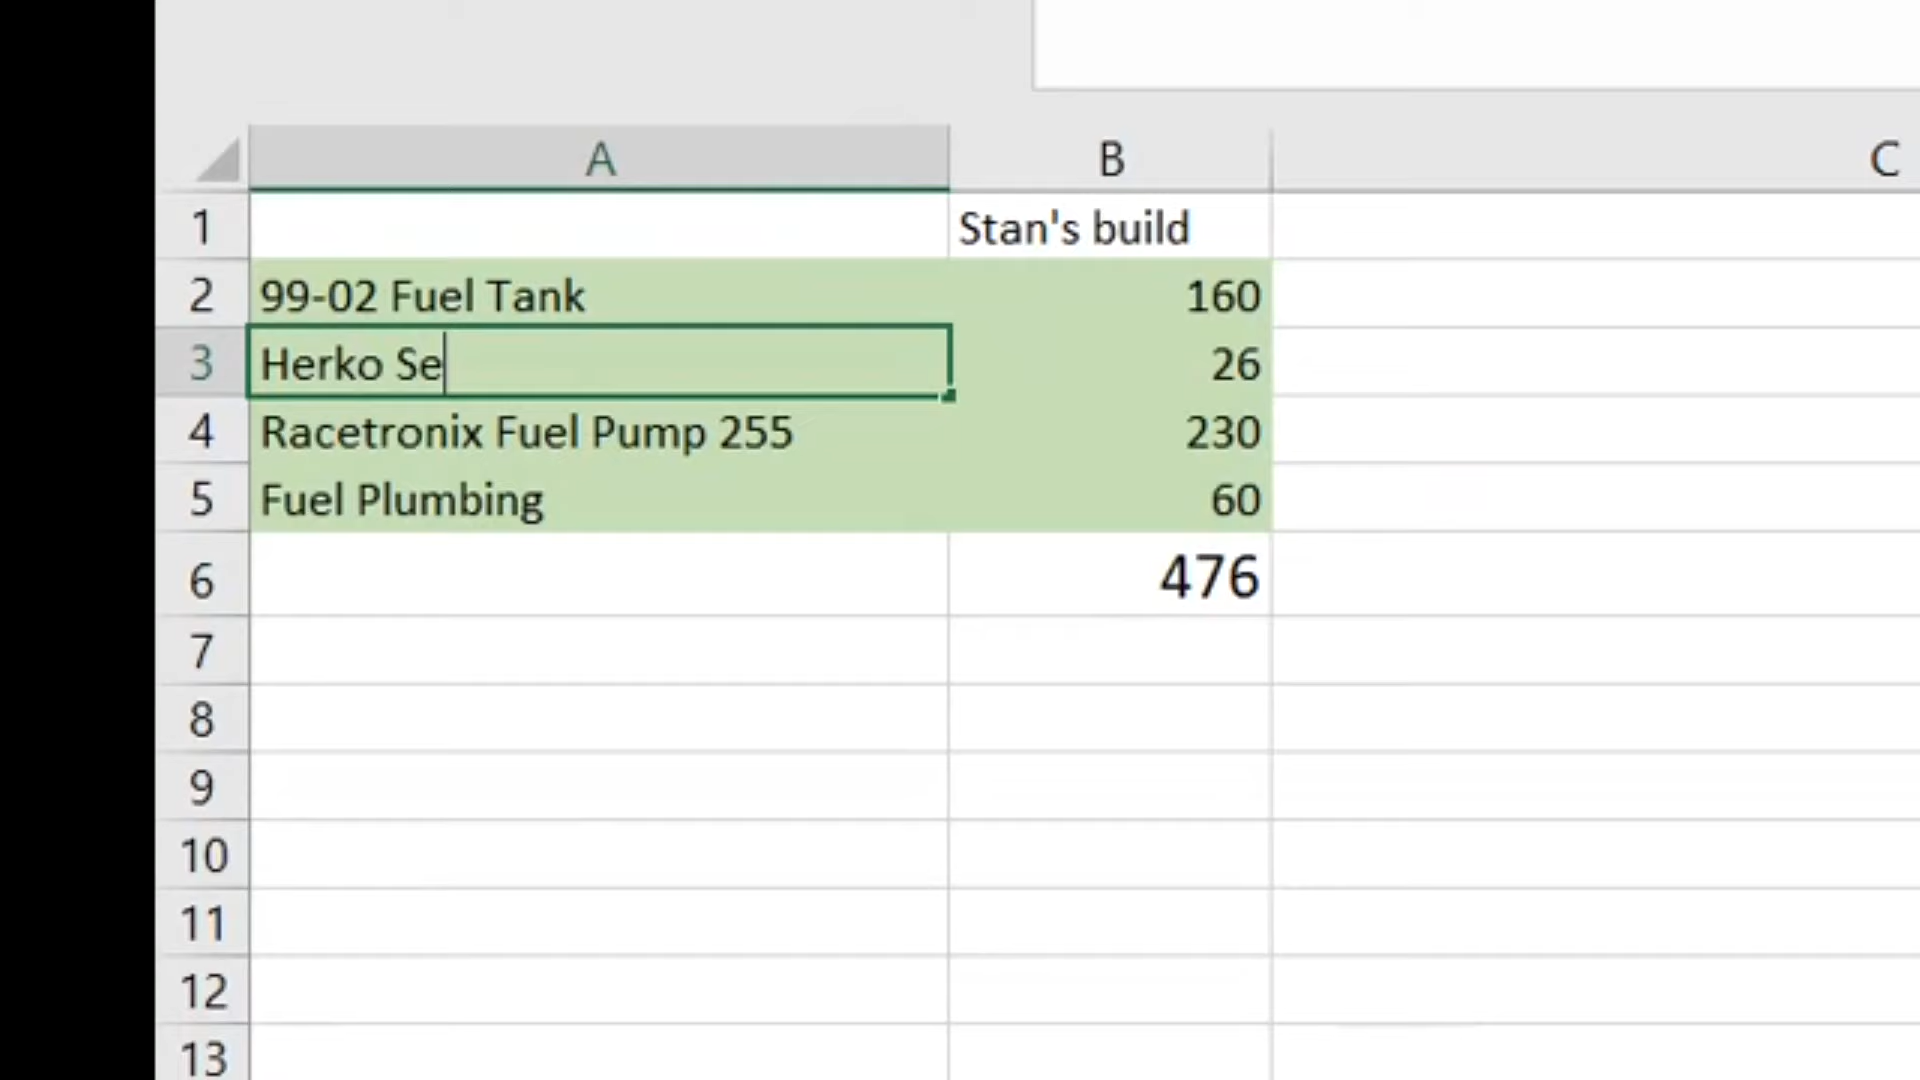 A B C
1 Stan's build
2 99-02 Fuel Tank 160
3 Herko Se 26
4 Racetronix Fuel Pump 255 230
5 Fuel Plumbing 60
6 476
7
8
9
10
11
12
13